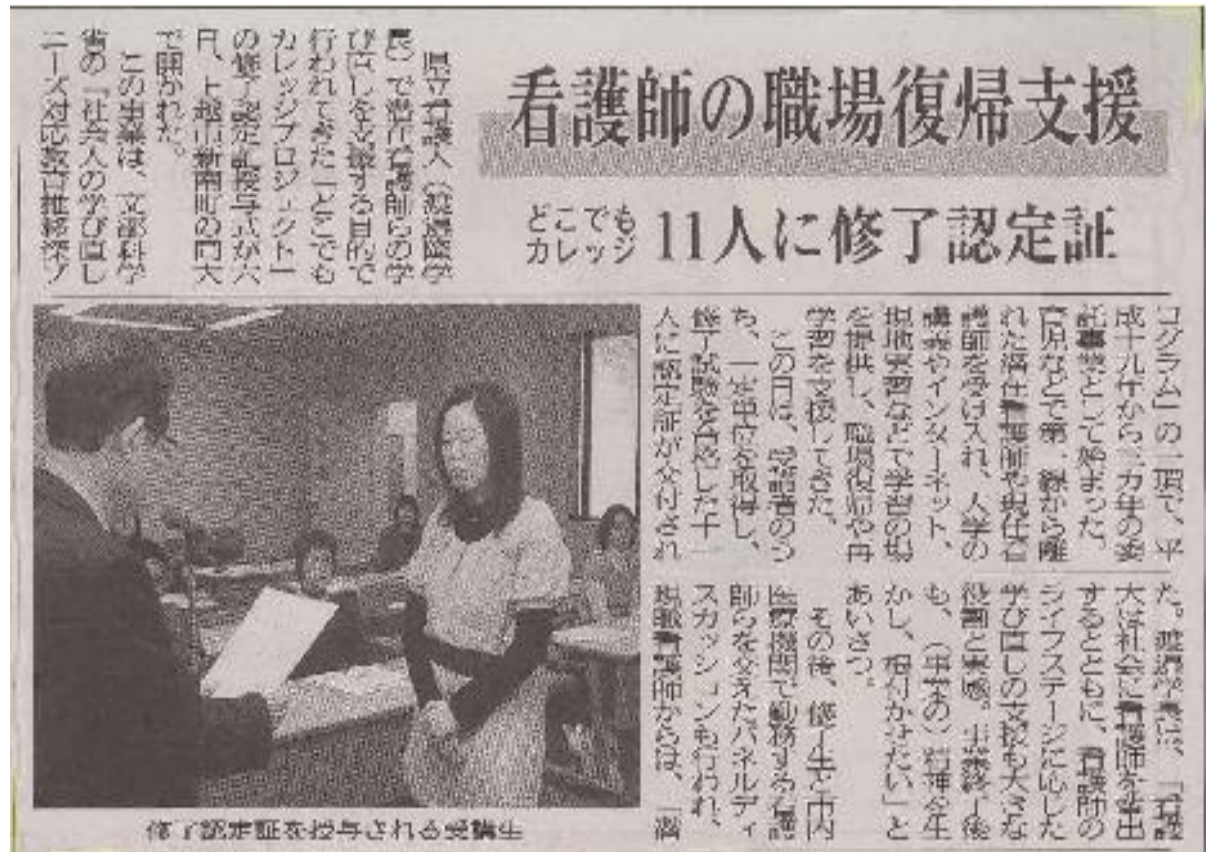 看護師の職場復帰支援
どこでも
カレッジ
11人に修了認定証
県立看護大(渡邉隆学
長)で潜在看護師らの学
び直しを支援する目的で
行われてきた「どこでも
カレッジプロジェクト」
の修了認定証授与式が六
日、上越市新南町の同大
で開かれた。
この事業は、文部科学
省の「社会人の学び直し
ニーズ対応教育推進プ
ログラム」の一環で、平
成十九年から三カ年の委
託事業として始まった。
育児などで第一線から離
れた潜在看護師や現任看
護師を受け入れ、大学の
講義やインターネット、
現地実習などで学習の場
を提供し、職場復帰や再
学習を支援してきた。
この日は、受講者のう
ち、一定単位を取得し、
修了試験を合格した十一
人に認定証が交付され
た。渡邉学長は、「看護
大は社会に看護師を輩出
するとともに、看護師の
ライフステージに応じた
学び直しの支援も大きな
役割と実感。事業終了後
も、(事業の)精神を生
かし、根付かせたい」と
あいさつ。
その後、修了生と市内
医療機関で勤務する看護
師らを交えたパネルディ
スカッションも行われ、
現職看護師からは、「潜
修了認定証を授与される受講生